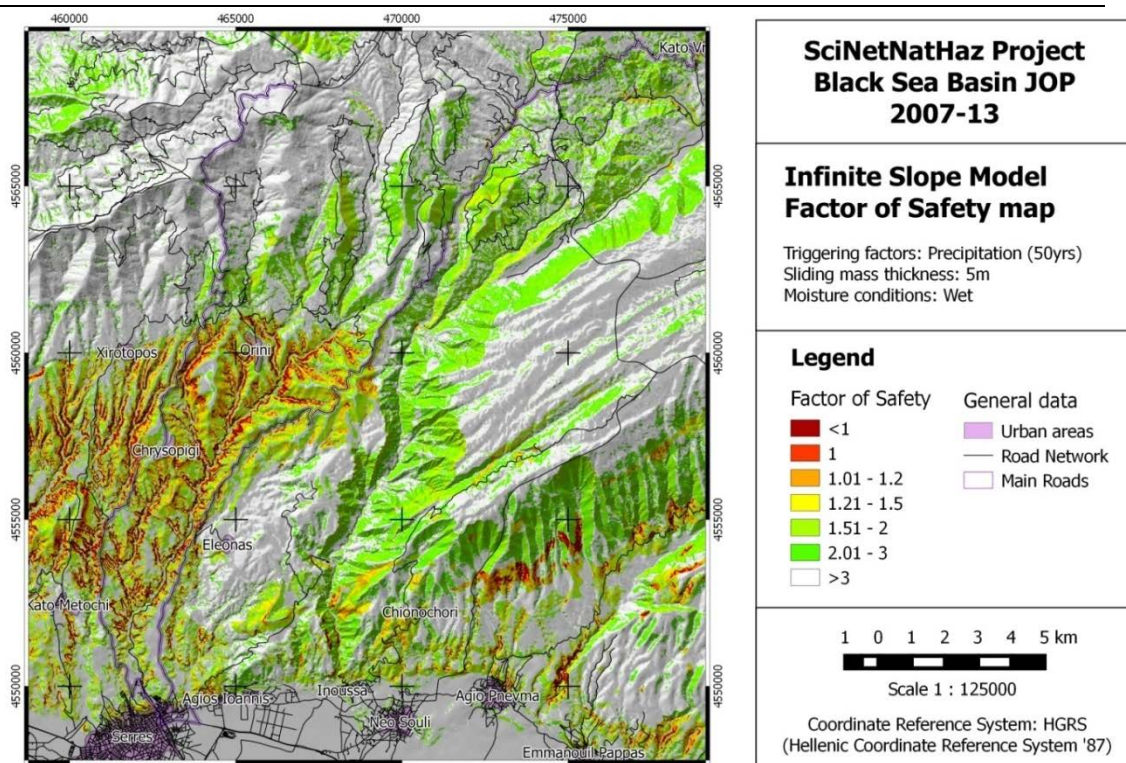 460000
465000
470000
475000
Kato Vr
4565000
4565000
Xirotopos
Orini
4560000
4560000
Chrysopigi
4555000
4555000
Eleonas
Kato Metochi
Chionochori
4550000
4550000
Agios Ioannis
Inoussa
Agio Pnevma
Serres
Neo Souli
Emmanouil Pappas
SciNetNatHaz Project
Black Sea Basin JOP
2007-13
Infinite Slope Model
Factor of Safety map
Triggering factors: Precipitation (50yrs)
Sliding mass thickness: 5m
Moisture conditions: Wet
Legend
Factor of Safety
<1
1
1.01 - 1.2
1.21 - 1.5
1.51 - 2
2.01 - 3
>3
General data
Urban areas
Road Network
Main Roads
1 0 1 2 3 4 5 km
Scale 1 : 125000
Coordinate Reference System: HGRS
(Hellenic Coordinate Reference System '87)